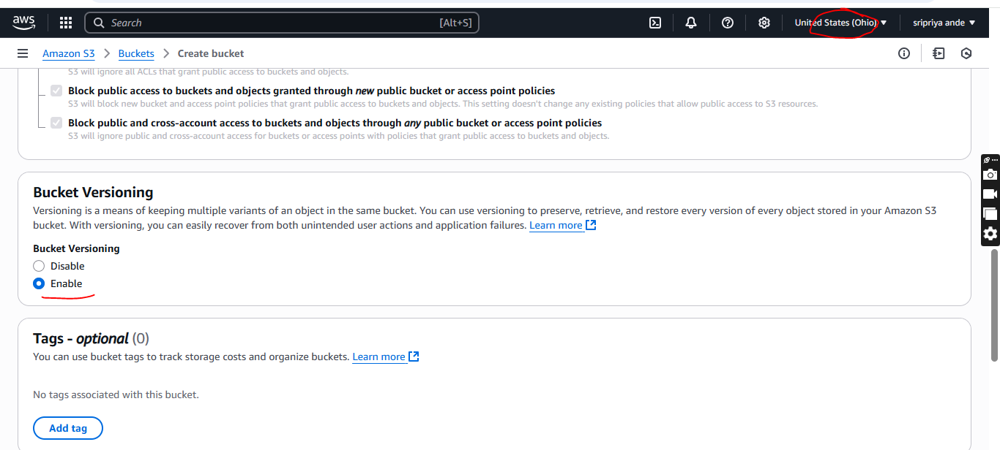 aws
Search [Alt+S] United States (Ohio) sripriya ande
Amazon S3 Buckets Create bucket
S3 will ignore all ACLs that grant public access to buckets and objects.
Block public access to buckets and objects granted through new public bucket or access point policies
S3 will block new bucket and access point policies that grant public access to buckets and objects. This setting doesn't change any existing policies that allow public access to S3 resources.
Block public and cross-account access to buckets and objects through any public bucket or access point policies
S3 will ignore public and cross-account access for buckets or access points with policies that grant public access to buckets and objects.
Bucket Versioning
Versioning is a means of keeping multiple variants of an object in the same bucket. You can use versioning to preserve, retrieve, and restore every version of every object stored in your Amazon S3
bucket. With versioning, you can easily recover from both unintended user actions and application failures. Learn more
Bucket Versioning
Disable
Enable
Tags - optional (0)
You can use bucket tags to track storage costs and organize buckets. Learn more
No tags associated with this bucket.
Add tag